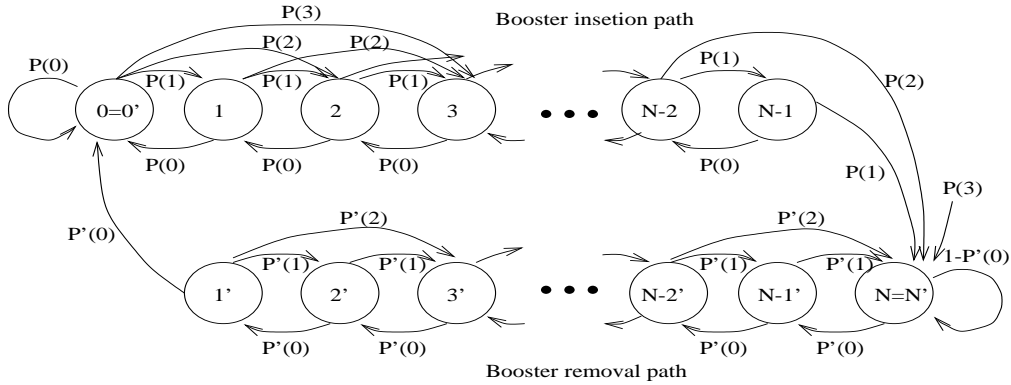 Booster insetion path
P(3)
P(2) P(2)
P(0) P(1) P(1) P(1) P(1) P(2)
0=0' 1 2 3 • • • N-2 N-1
P(0) P(0) P(0) P(0) P(1)
P(3)
P'(0) P'(2) P'(2)
P'(1) P'(1) P'(1) P'(1) 1-P'(0)
1' 2' 3' • • • N-2' N-1' N=N'
P'(0) P'(0) P'(0) P'(0)
Booster removal path